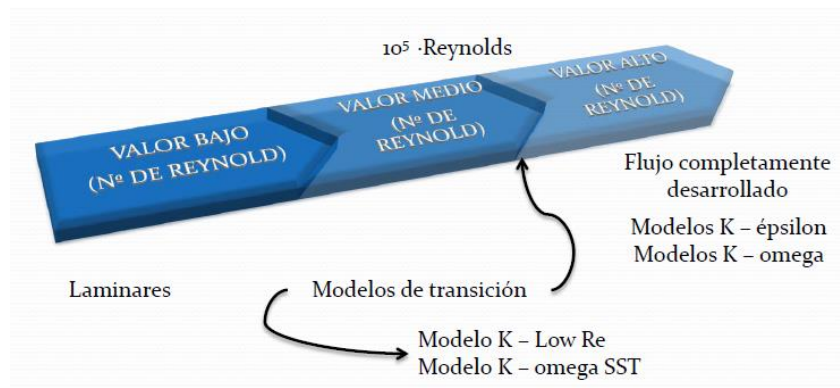 10⁵ ·Reynolds
VALOR BAJO
(Nº DE REYNOLD)
VALOR MEDIO
(Nº DE
REYNOLD)
VALOR ALTO
(Nº DE
REYNOLD)
Flujo completamente
desarrollado
Modelos K – épsilon
Modelos K – omega
Laminares
Modelos de transición
Modelo K – Low Re
Modelo K – omega SST